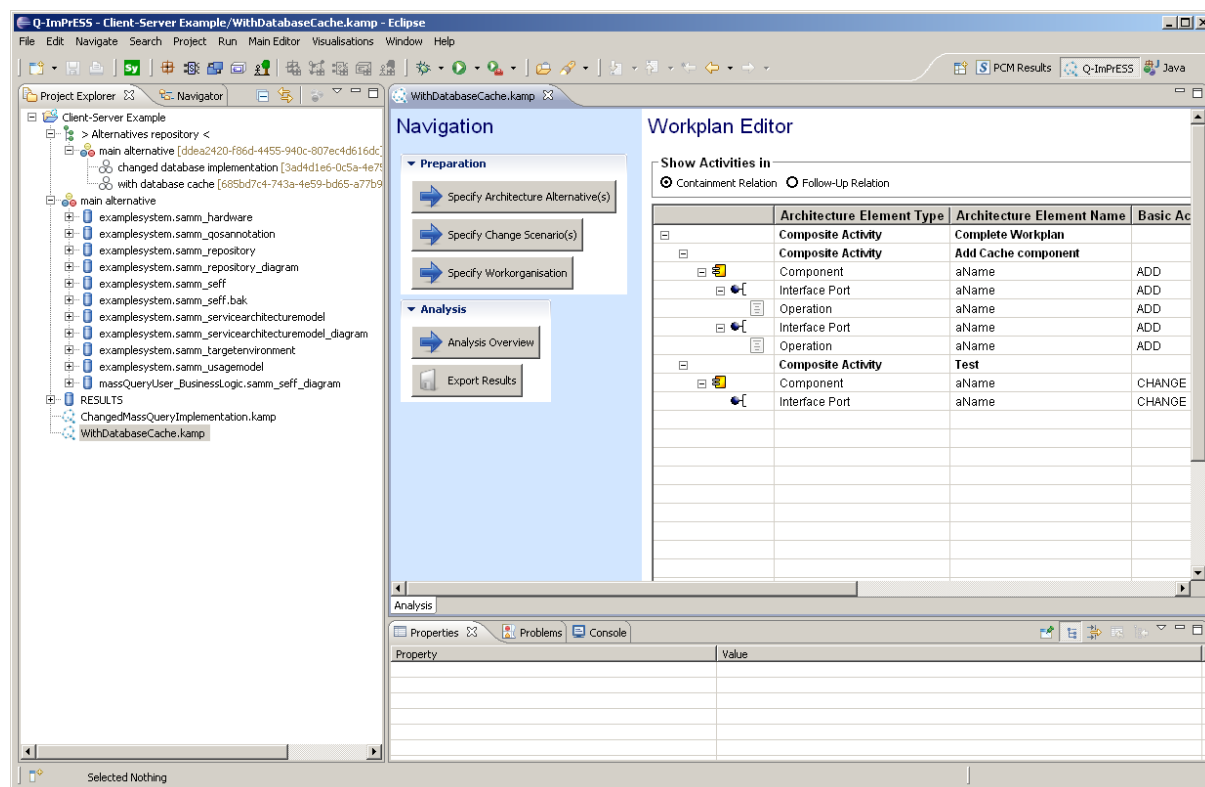 Q-ImPrESS - Client-Server Example/WithDatabaseCache.kamp - Eclipse
File Edit Navigate Search Project Run Main Editor Visualisations Window Help
Sy
PCM Results Q-ImPrESS Java
Project Explorer Navigator
Client-Server Example
> Alternatives repository <
main alternative [ddea2420-f86d-4455-940c-807ec4d616dc]
changed database implementation [3ad4d1e6-0c5a-4e75
with database cache [685bd7c4-743a-4e59-bd65-a77b9
main alternative
examplesystem.samm_hardware
examplesystem.samm_qosannotation
examplesystem.samm_repository
examplesystem.samm_repository_diagram
examplesystem.samm_seff
examplesystem.samm_seff.bak
examplesystem.samm_servicearchitecturemodel
examplesystem.samm_servicearchitecturemodel_diagram
examplesystem.samm_targetenvironment
examplesystem.samm_usagemodel
massQueryUser_BusinessLogic.samm_seff_diagram
RESULTS
ChangedMassQueryImplementation.kamp
WithDatabaseCache.kamp
WithDatabaseCache.kamp
Navigation
Preparation
Specify Architecture Alternative(s)
Specify Change Scenario(s)
Specify Workorganisation
Analysis
Analysis Overview
Export Results
Workplan Editor
Show Activities in
Containment Relation Follow-Up Relation
Architecture Element Type Architecture Element Name Basic Ac
Composite Activity Complete Workplan
Composite Activity Add Cache component
Component aName ADD
Interface Port aName ADD
Operation aName ADD
Interface Port aName ADD
Operation aName ADD
Composite Activity Test
Component aName CHANGE
Interface Port aName CHANGE
Analysis
Properties Problems Console
Property Value
Selected Nothing